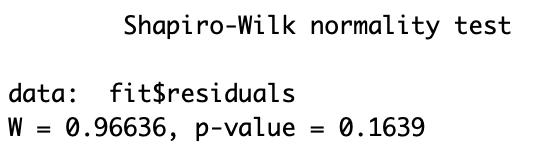 Shapiro-Wilk normality test
data:  fit$residuals
W = 0.96636, p-value = 0.1639